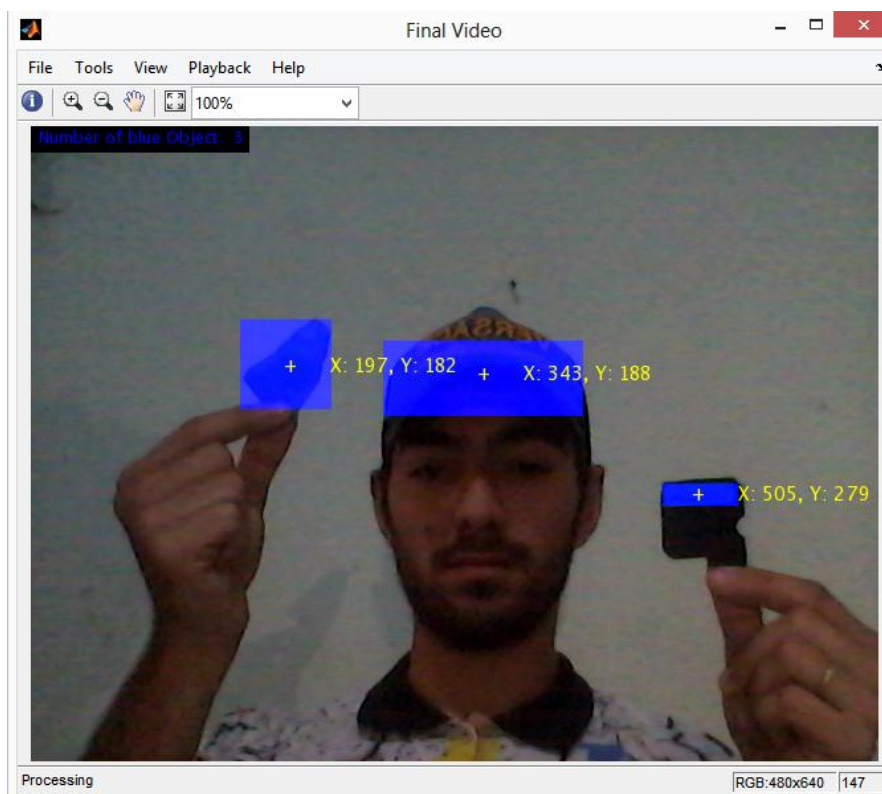 Final Video
File Tools View Playback Help
100%
Number of blue Object: 3
X: 197, Y: 182
X: 343, Y: 188
X: 505, Y: 279
Processing
RGB:480x640 147